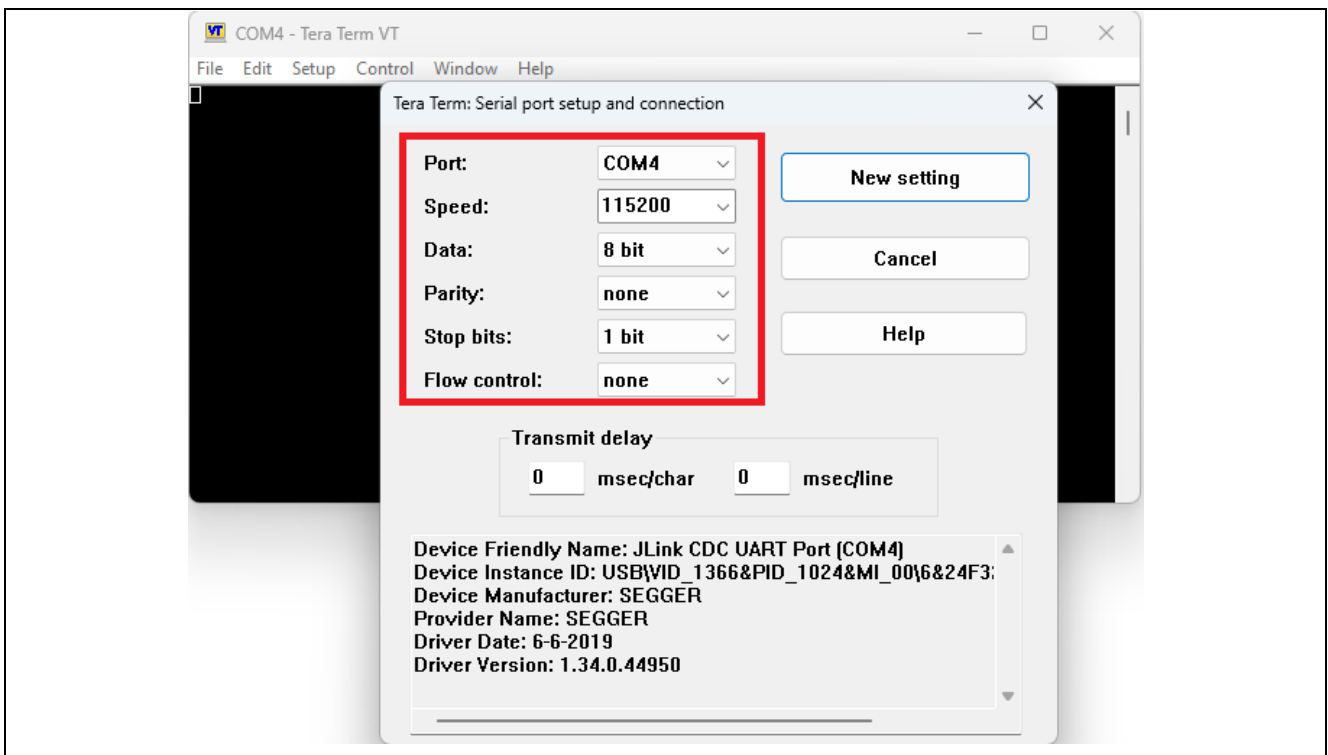 COM4 - Tera Term VT
File Edit Setup Control Window Help
Tera Term: Serial port setup and connection
Port: COM4
New setting
Speed: 115200
Data: 8 bit
Cancel
Parity: none
Stop bits: 1 bit
Help
Flow control: none
Transmit delay
0 msec/char 0 msec/line
Device Friendly Name: JLink CDC UART Port (COM4)
Device Instance ID: USB\VID_1366&PID_1024&MI_00\6&24F3
Device Manufacturer: SEGGER
Provider Name: SEGGER
Driver Date: 6-6-2019
Driver Version: 1.34.0.44950